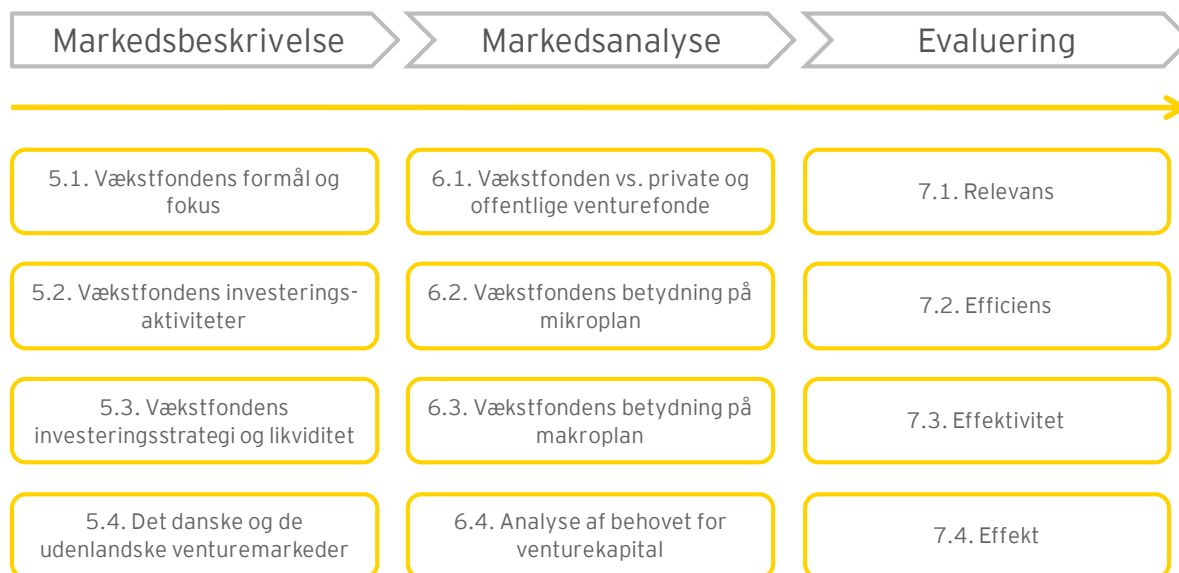 Markedsbeskrivelse
Markedsanalyse
Evaluering
5.1. Vækstfondens formål og
fokus
6.1. Vækstfonden vs. private og
offentlige venturefonde
7.1. Relevans
5.2. Vækstfondens investerings-
aktiviteter
6.2. Vækstfondens betydning på
mikroplan
7.2. Efficiens
5.3. Vækstfondens
investeringsstrategi og likviditet
6.3. Vækstfondens betydning på
makroplan
7.3. Effektivitet
5.4. Det danske og de
udenlandske venturemarkeder
6.4. Analyse af behovet for
venturekapital
7.4. Effekt